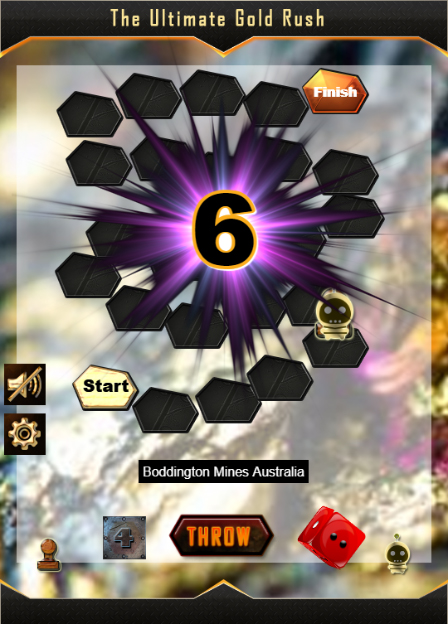 The Ultimate Gold Rush
Finish
6
Start
Boddington Mines Australia
4
THROW